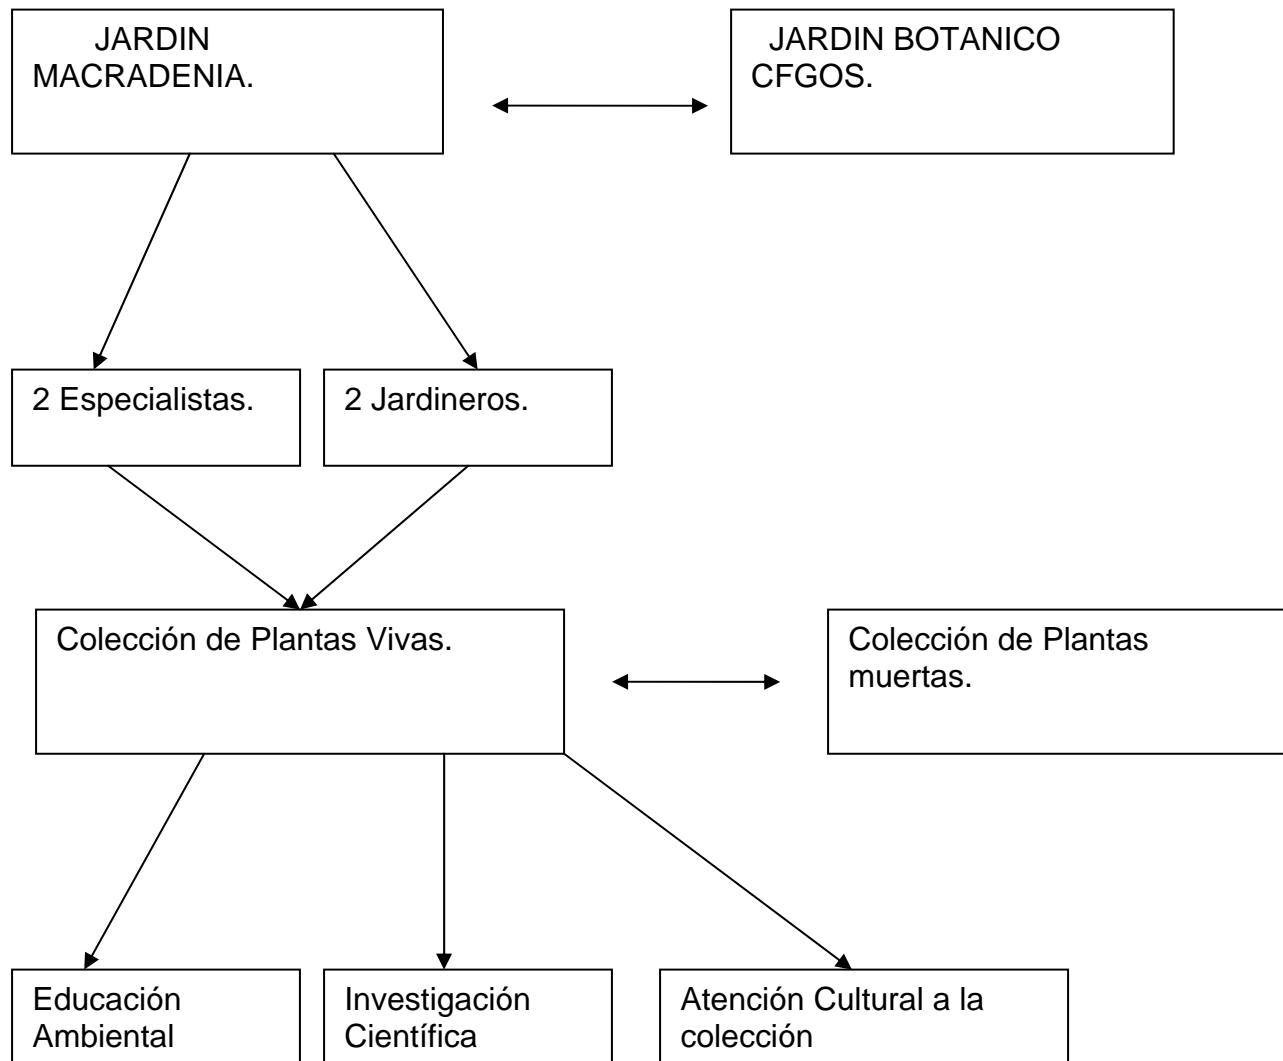 JARDIN
MACRADENIA.
JARDIN BOTANICO
CFGOS.
2 Especialistas.
2 Jardineros.
Colección de Plantas Vivas.
Colección de Plantas
muertas.
Educación
Ambiental
Investigación
Científica
Atención Cultural a la
colección